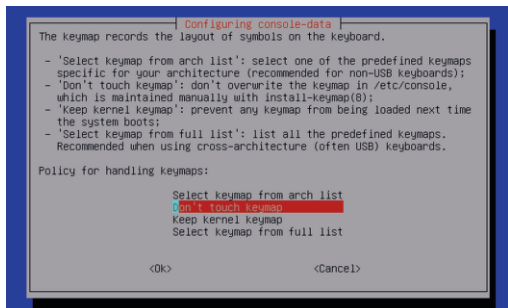 Configuring console-data
The keymap records the layout of symbols on the keyboard.
- 'Select keymap from arch list': select one of the predefined keymaps
specific for your architecture (recommended for non-USB keyboards);
- 'Don't touch keymap': don't overwrite the keymap in /etc/console,
which is maintained manually with install-keymap(8);
- 'Keep kernel keymap': prevent any keymap from being loaded next time
the system boots;
- 'Select keymap from full list': list all the predefined keymaps.
Recommended when using cross-architecture (often USB) keyboards.
Policy for handling keymaps:
Select keymap from arch list
Don't touch keymap
Keep kernel keymap
Select keymap from full list
<Ok> <Cancel>